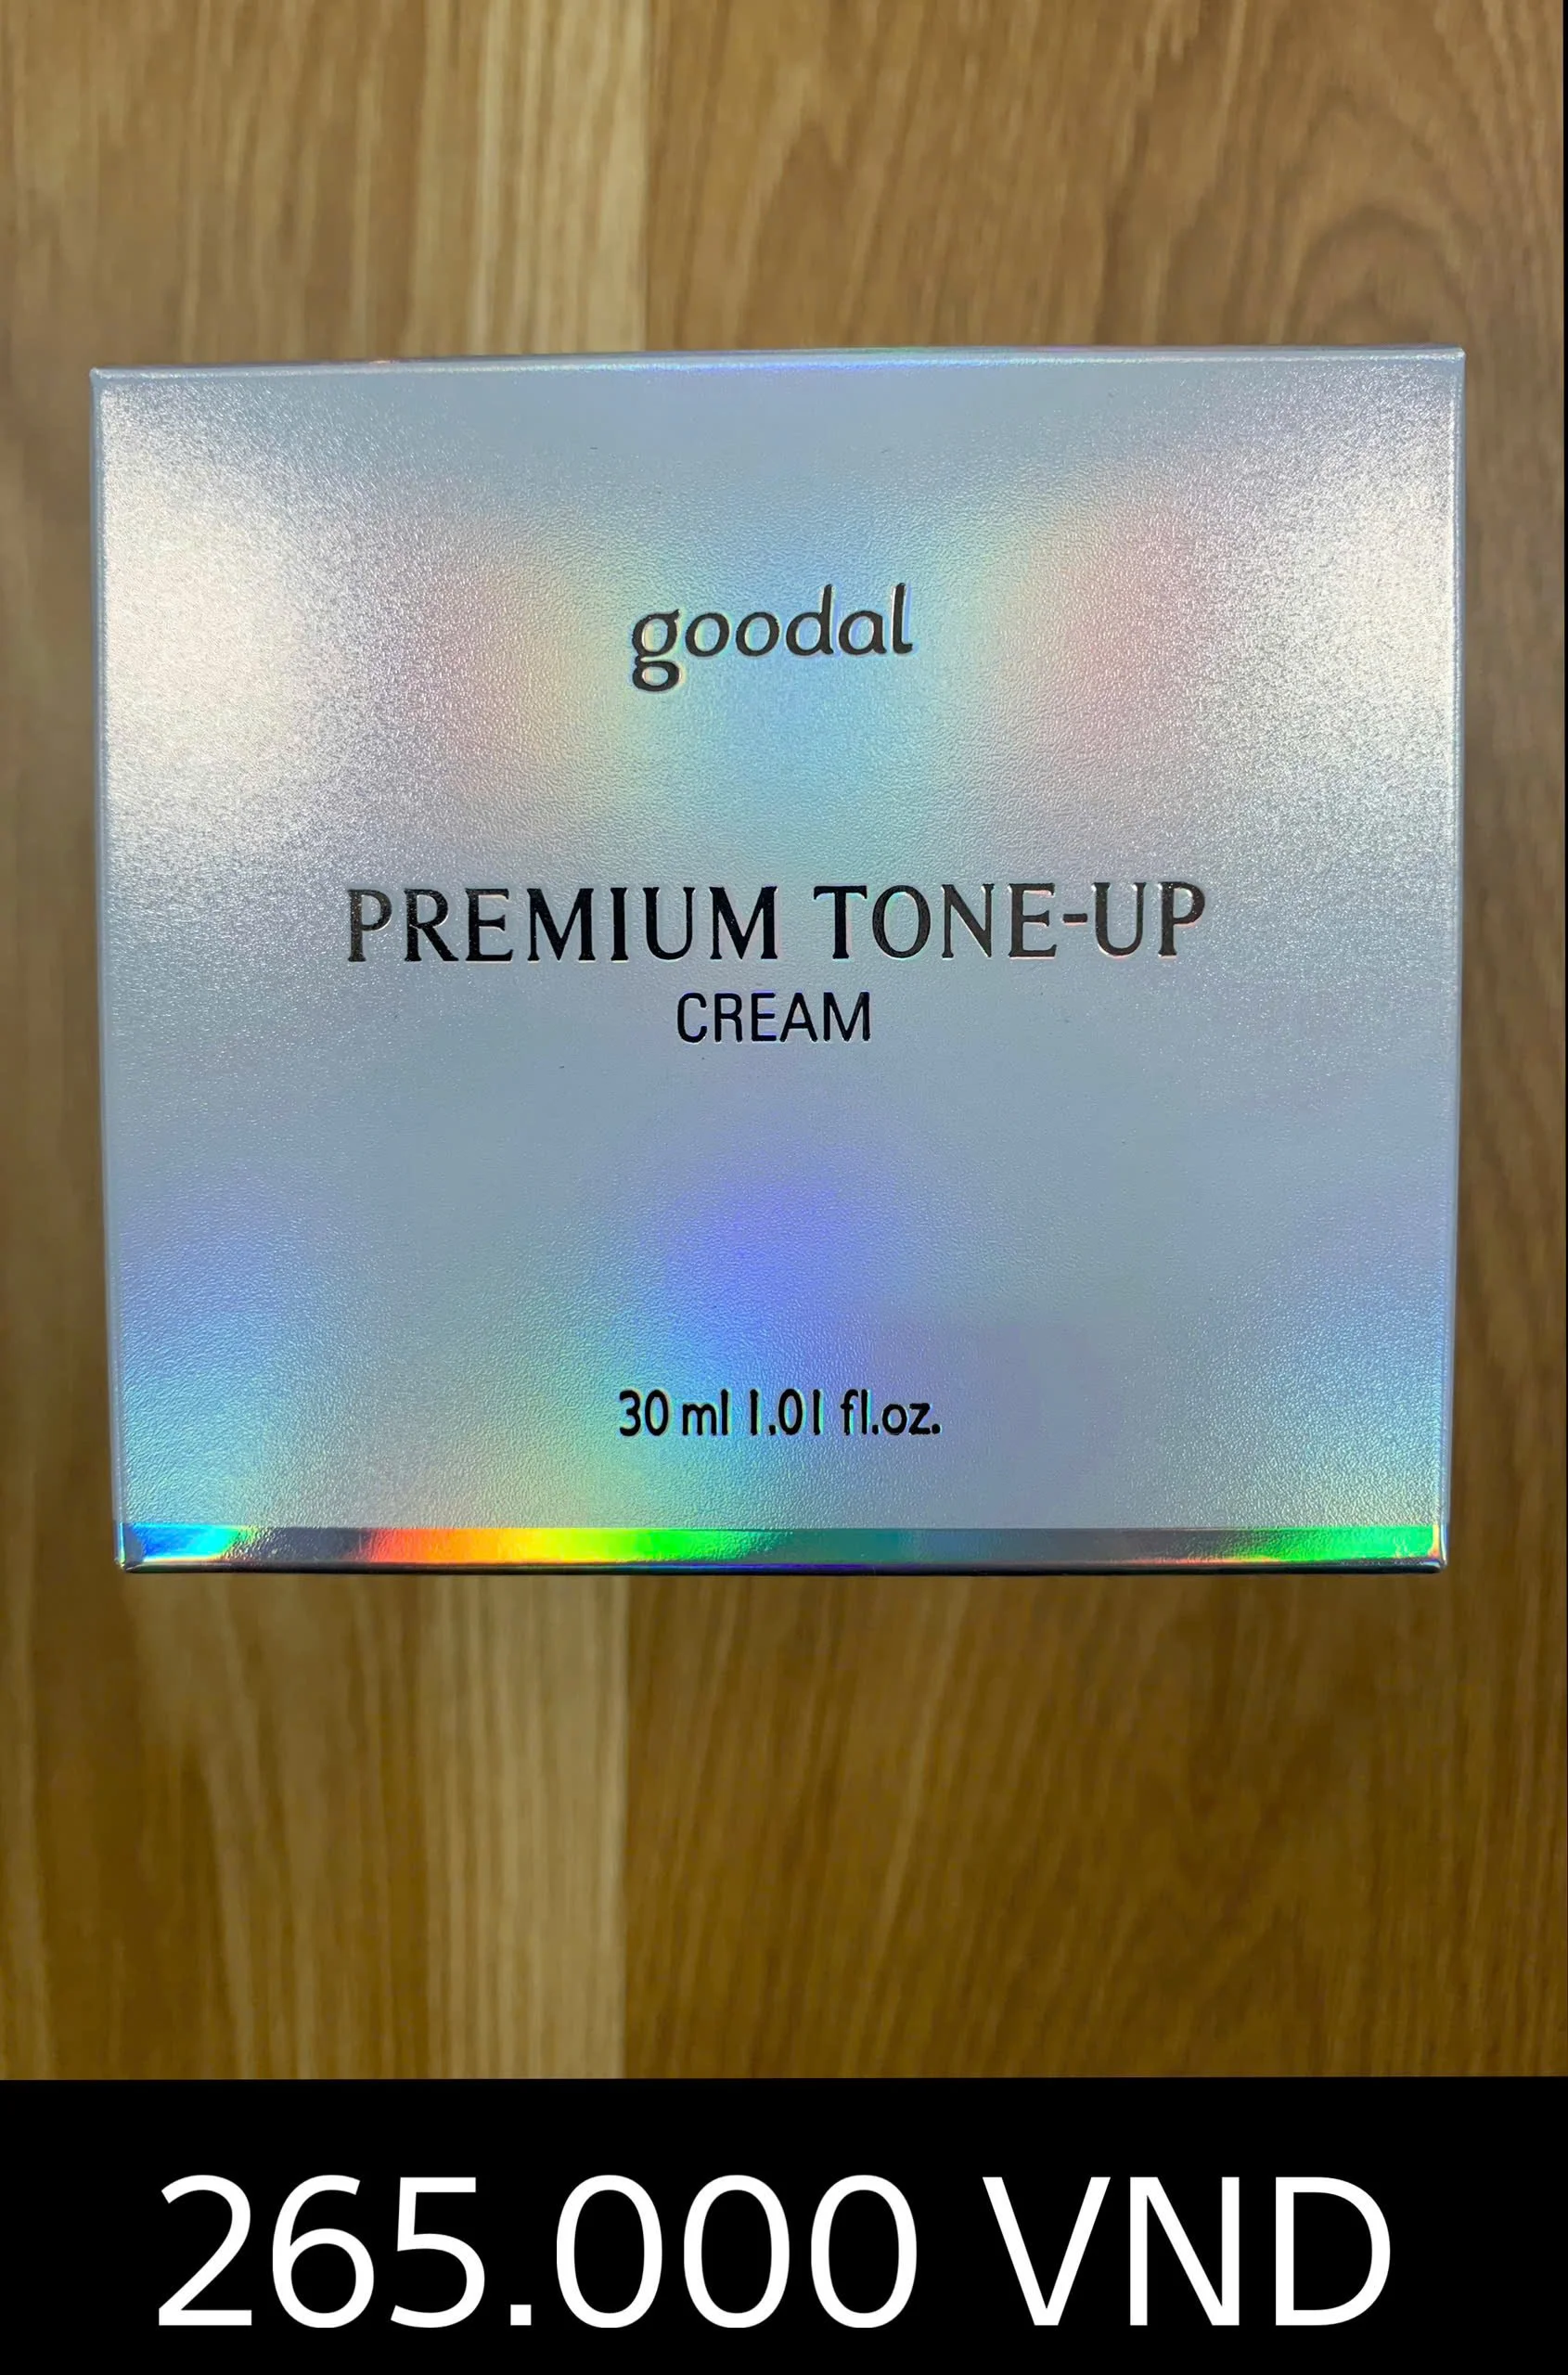 goodal
PREMIUM TONE-UP
CREAM
30 ml 1.01 fl.oz.
265.000 VND